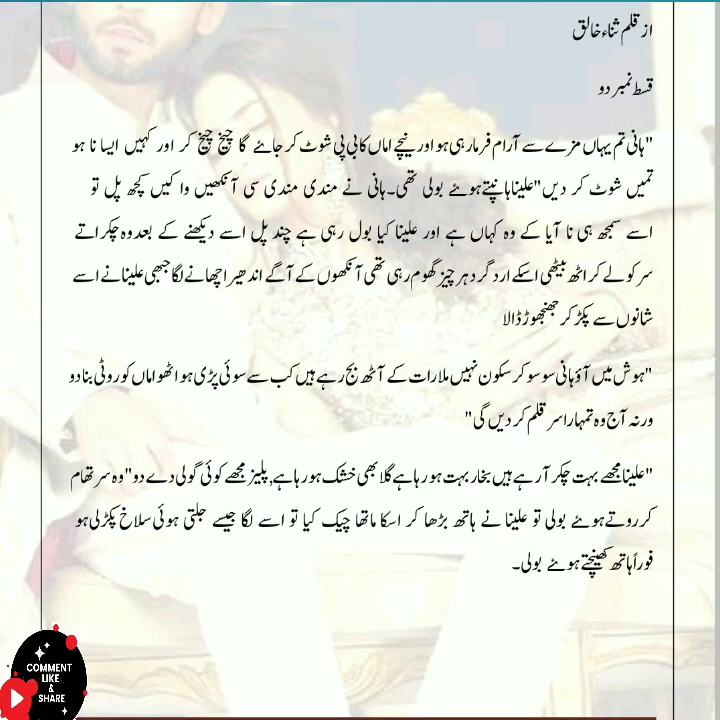 از قلم ثناء خالق
قسط نمبر دو
"ہانی تم یہاں مزے سے آرام فرما رہی ہو اور نیچے اماں کا بی پی شوٹ کر جائے گا چیخ چیخ کر اور کہیں ایسا نا ہو
تمیں شوٹ کر دیں"علینا ہانپتے ہوئے بولی تھی۔ہانی نے مندی مندی سی آنکھیں وا کیں کچھ پل تو
اسے سمجھ ہی نا آیا کے وہ کہاں ہے اور علینا کیا بول رہی ہے چند پل اسے دیکھنے کے بعد وہ چکراتے
سر کو لے کر اٹھ بیٹھی اسکے ارد گرد ہر چیز گھوم رہی تھی آنکھوں کے آگے اندھیرا چھانے لگا جبھی علینا نے اسے
شانوں سے پکڑ کر جھنجھوڑ ڈالا
"ہوش میں آؤ ہانی سو سو کر سکون نہیں ملا رات کے آٹھ بج رہے ہیں کب سے سوئی پڑی ہو اٹھو اماں کو روٹی بنا دو
ورنہ آج وہ تمہارا سر قلم کر دیں گی"
"علینا مجھے بہت چکر آ رہے ہیں بخار بہت ہو رہا ہے گلا بھی خشک ہو رہا ہے, پلیز مجھے کوئی گولی دے دو"وہ سر تھام
کر روتے ہوئے بولی تو علینا نے ہاتھ بڑھا کر اسکا ماتھا چیک کیا تو اسے لگا جیسے جلتی ہوئی سلاخ پکڑ لی ہو
فوراً ہاتھ کھینچتے ہوئے بولی۔
COMMENT
LIKE
&
SHARE